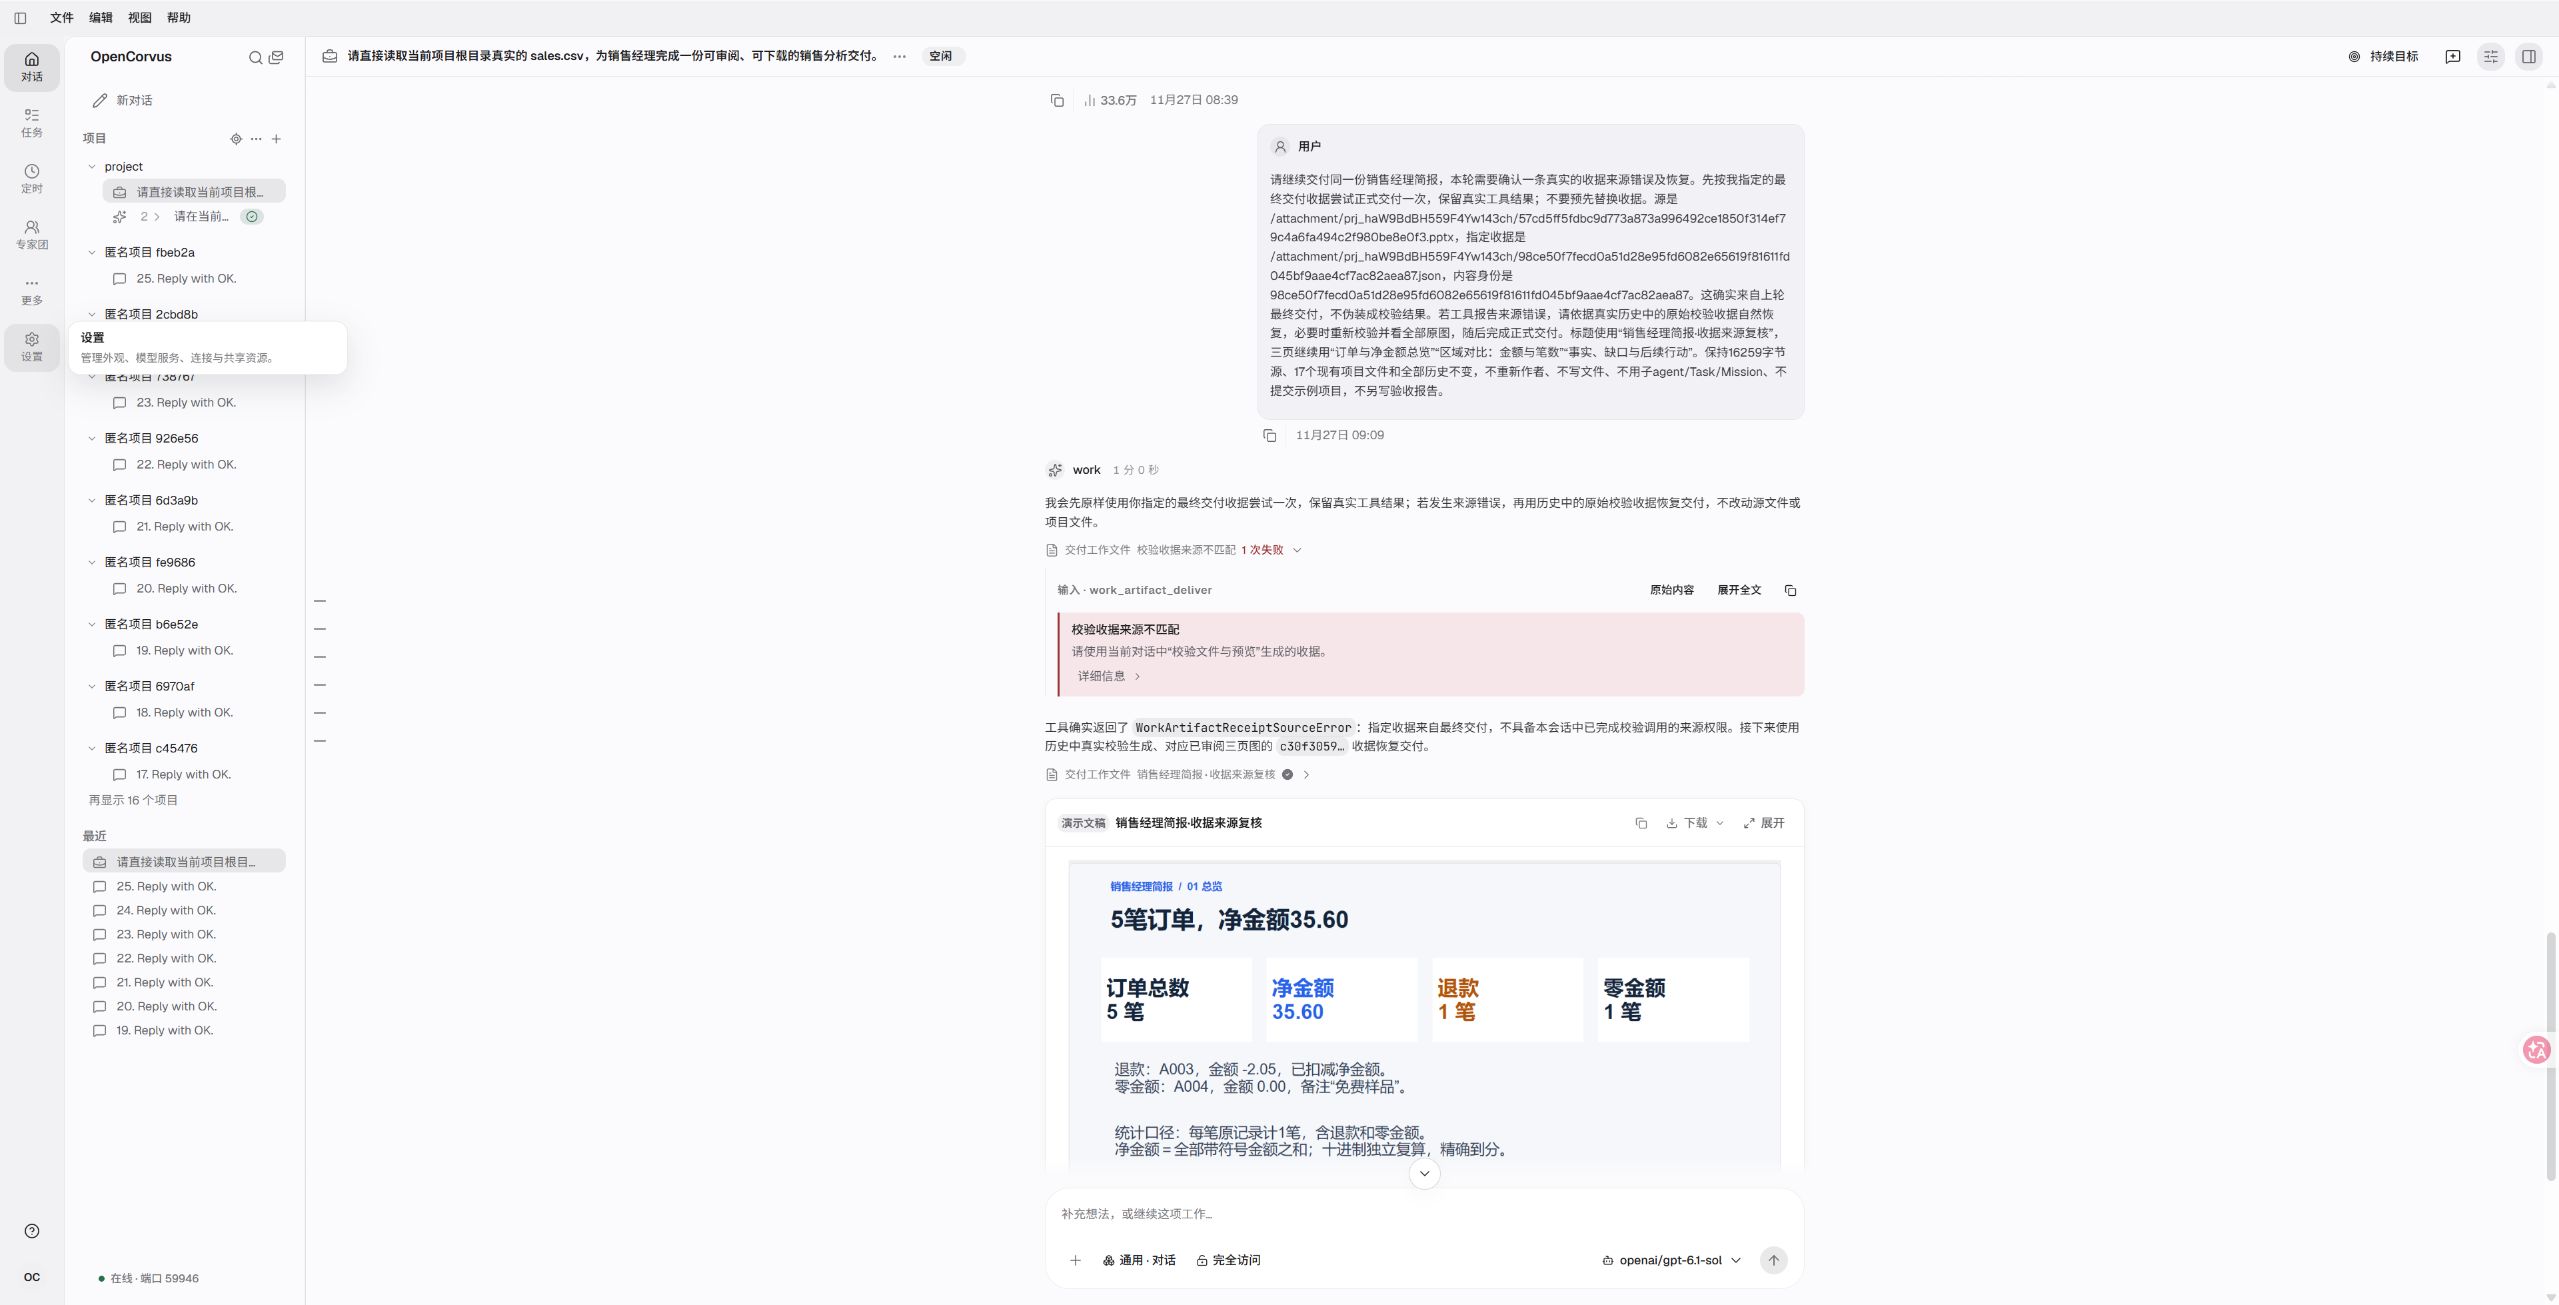 文件 编辑 视图 帮助
对话
任务
定时
专家团
更多
设置
OC
OpenCorvus
新对话
项目
project
请直接读取当前项目根...
2 请在当前...
匿名项目 fbeb2a
25. Reply with OK.
匿名项目 2cbd8b
设置
管理外观、模型服务、连接与共享资源。
匿名项目 738767
23. Reply with OK.
匿名项目 926e56
22. Reply with OK.
匿名项目 6d3a9b
21. Reply with OK.
匿名项目 fe9686
20. Reply with OK.
匿名项目 b6e52e
19. Reply with OK.
匿名项目 6970af
18. Reply with OK.
匿名项目 c45476
17. Reply with OK.
再显示 16 个项目
最近
请直接读取当前项目根目...
25. Reply with OK.
24. Reply with OK.
23. Reply with OK.
22. Reply with OK.
21. Reply with OK.
20. Reply with OK.
19. Reply with OK.
在线 · 端口 59946
请直接读取当前项目根目录真实的 sales.csv，为销售经理完成一份可审阅、可下载的销售分析交付。 空闲
持续目标
33.6万 11月27日 08:39
用户
请继续交付同一份销售经理简报，本轮需要确认一条真实的收据来源错误及恢复。先按我指定的最
终交付收据尝试正式交付一次，保留真实工具结果；不要预先替换收据。源是
/attachment/prj_haW9BdBH559F4Yw143ch/57cd5ff5fdbc9d773a873a996492ce1850f314ef7
9c4a6fa494c2f980be8e0f3.pptx，指定收据是
/attachment/prj_haW9BdBH559F4Yw143ch/98ce50f7fecd0a51d28e95fd6082e65619f81611fd
045bf9aae4cf7ac82aea87.json，内容身份是
98ce50f7fecd0a51d28e95fd6082e65619f81611fd045bf9aae4cf7ac82aea87。这确实来自上轮
最终交付，不伪装成校验结果。若工具报告来源错误，请依据真实历史中的原始校验收据自然恢
复，必要时重新校验并看全部原图，随后完成正式交付。标题使用“销售经理简报·收据来源复核”，
三页继续用“订单与净金额总览”“区域对比：金额与笔数”“事实、缺口与后续行动”。保持16259字节
源、17个现有项目文件和全部历史不变，不重新作者、不写文件、不用子agent/Task/Mission、不
提交示例项目，不另写验收报告。
11月27日 09:09
work 1 分 0 秒
我会先原样使用你指定的最终交付收据尝试一次，保留真实工具结果；若发生来源错误，再用历史中的原始校验收据恢复交付，不改动源文件或
项目文件。
交付工作文件 校验收据来源不匹配 1 次失败
输入 · work_artifact_deliver 原始内容 展开全文
校验收据来源不匹配
请使用当前对话中“校验文件与预览”生成的收据。
详细信息
工具确实返回了 WorkArtifactReceiptSourceError：指定收据来自最终交付，不具备本会话中已完成校验调用的来源权限。接下来使用
历史中真实校验生成、对应已审阅三页图的 c30f3059… 收据恢复交付。
交付工作文件 销售经理简报·收据来源复核
演示文稿 销售经理简报·收据来源复核 下载 展开
销售经理简报 / 01 总览
5笔订单，净金额35.60
订单总数 净金额 退款 零金额
5 笔 35.60 1 笔 1 笔
退款：A003，金额 -2.05，已扣减净金额。
零金额：A004，金额 0.00，备注“免费样品”。
统计口径：每笔原记录计1笔，含退款和零金额。
净金额 = 全部带符号金额之和；十进制独立复算，精确到分。
补充想法，或继续这项工作...
通用 · 对话 完全访问 openai/gpt-6.1-sol